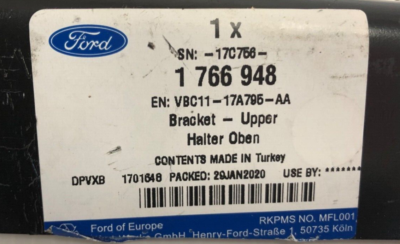 1 x
Ford
SN: -17C756-
1 766 948
EN: VBC11-17A795-AA
Bracket - Upper
Halter Oben
CONTENTS MADE IN Turkey
DPVXB 1701646 PACKED: 29JAN2020 USE BY: *******
Ford of Europe RKPMS NO. MFL001
GmbH, Henry-Ford-Straße 1, 50735 Köln